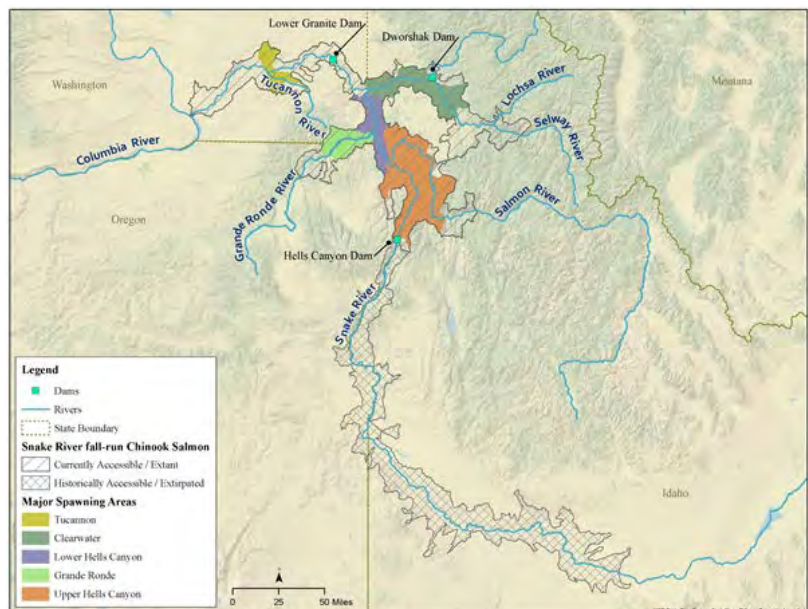 Lower Granite Dam
Dworshak Dam
Washington
Montana
Lochsa River
Tucannon River
Selway River
Columbia River
Oregon
Grande Ronde River
Salmon River
Hells Canyon Dam
Snake River
Idaho
Legend
Dams
Rivers
State Boundary
Snake River fall-run Chinook Salmon
Currently Accessible / Extant
Historically Accessible / Extirpated
Major Spawning Areas
Tucannon
Clearwater
Lower Hells Canyon
Grande Ronde
Upper Hells Canyon
0 25 50 Miles